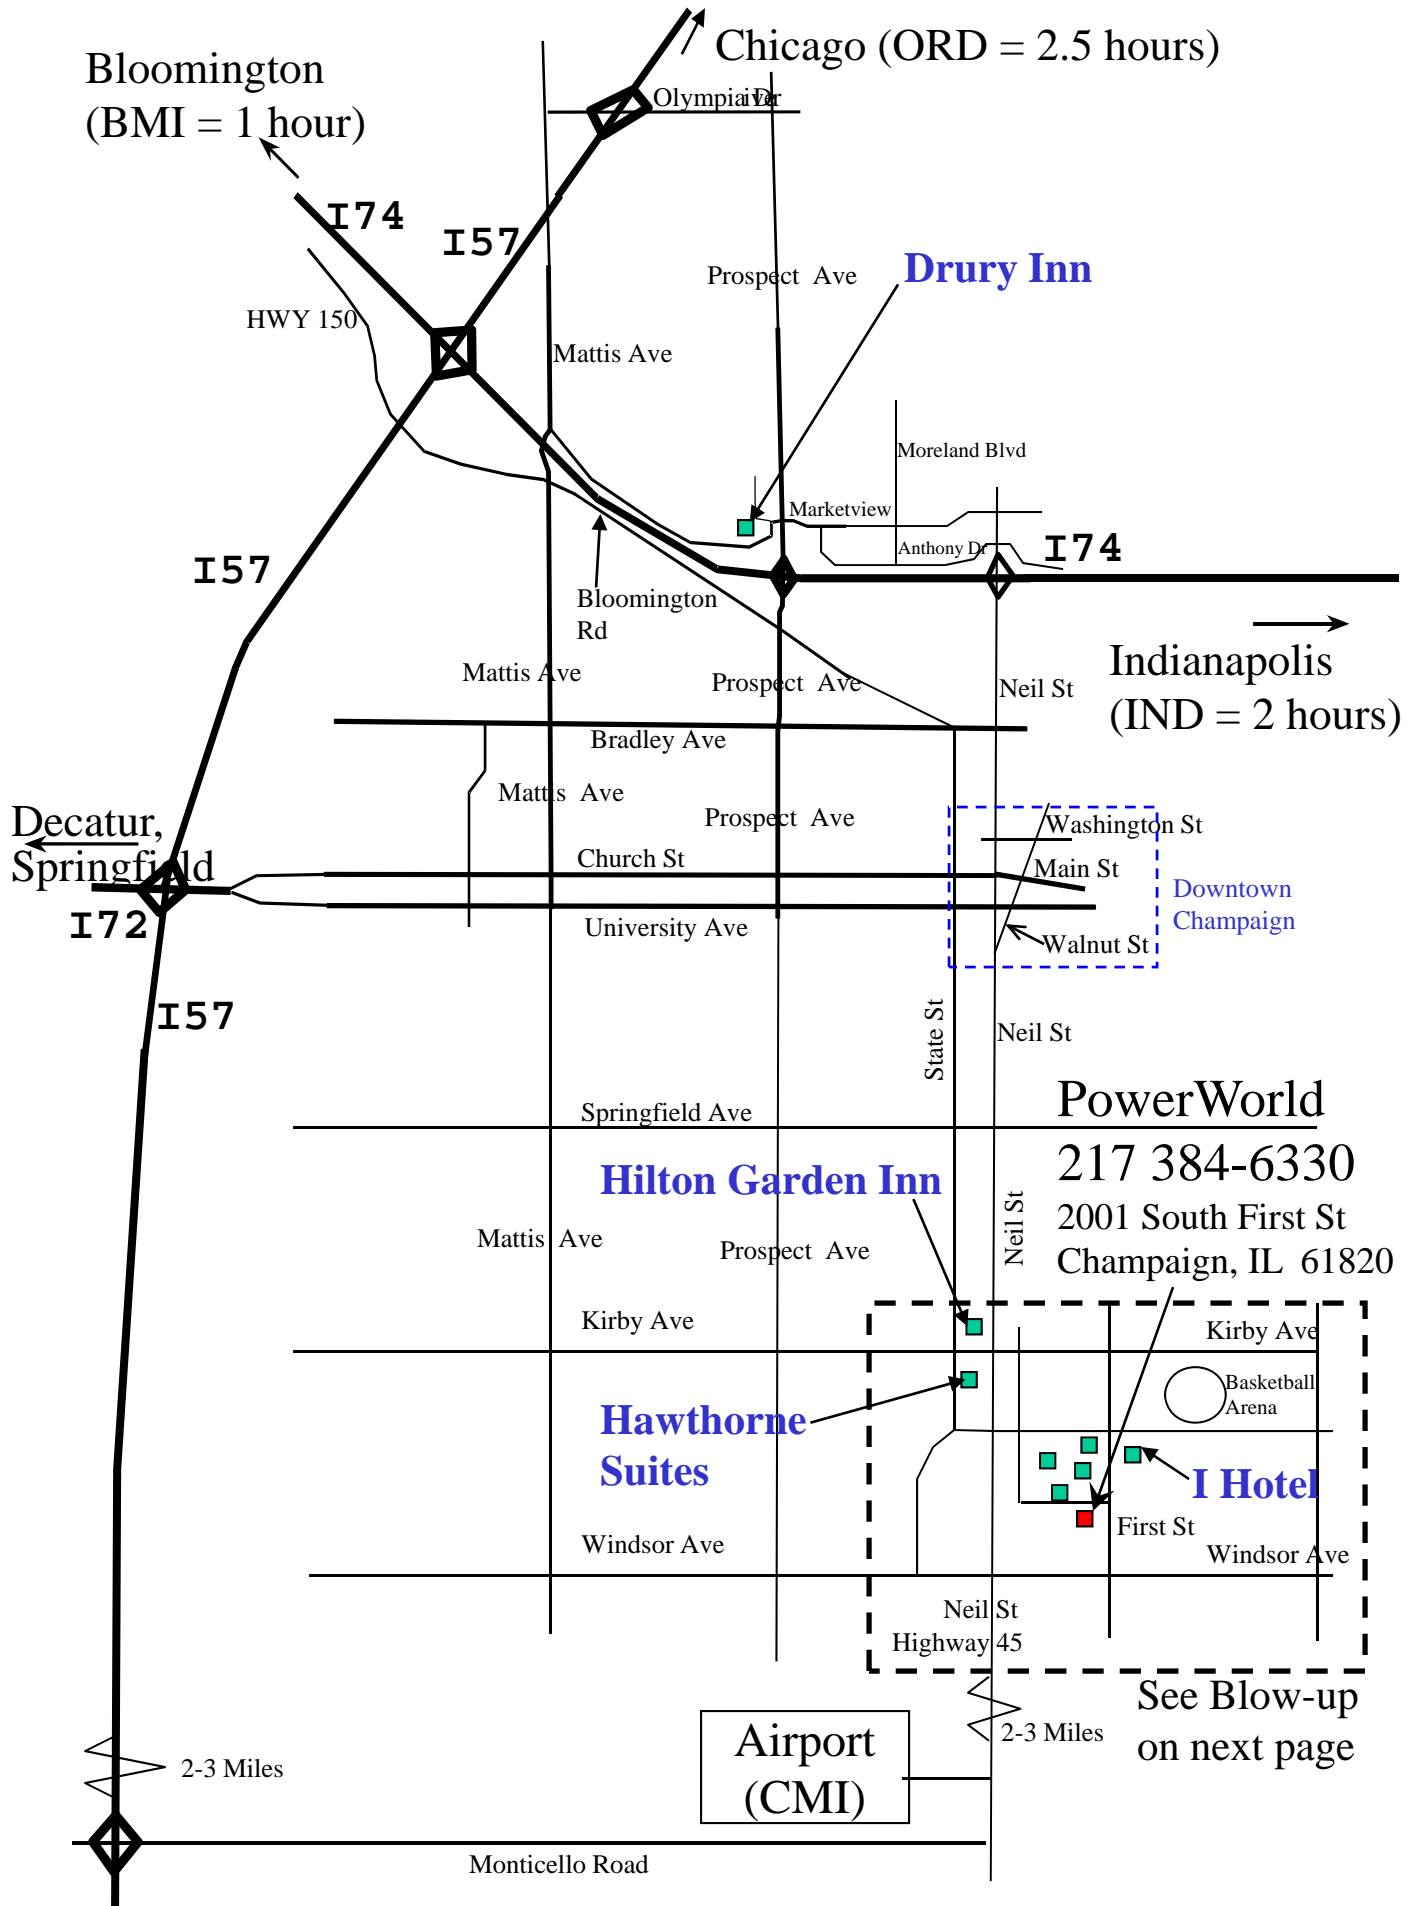 Chicago (ORD = 2.5 hours)
Bloomington
(BMI = 1 hour)
Olympia Drive
I74
I57
Prospect Ave
Drury Inn
HWY 150
Mattis Ave
Moreland Blvd
Marketview
Anthony Dr
I74
I57
Bloomington
Rd
Indianapolis
(IND = 2 hours)
Mattis Ave
Prospect Ave
Neil St
Bradley Ave
Mattis Ave
Prospect Ave
Washington St
Decatur,
Springfield
Church St
Main St
Downtown
Champaign
I72
University Ave
Walnut St
I57
State St
Neil St
PowerWorld
217 384-6330
2001 South First St
Champaign, IL 61820
Springfield Ave
Hilton Garden Inn
Neil St
Mattis Ave
Prospect Ave
Kirby Ave
Kirby Ave
Basketball
Arena
Hawthorne
Suites
I Hotel
First St
Windsor Ave
Windsor Ave
Neil St
Highway 45
See Blow-up
on next page
2-3 Miles
Airport
(CMI)
2-3 Miles
Monticello Road